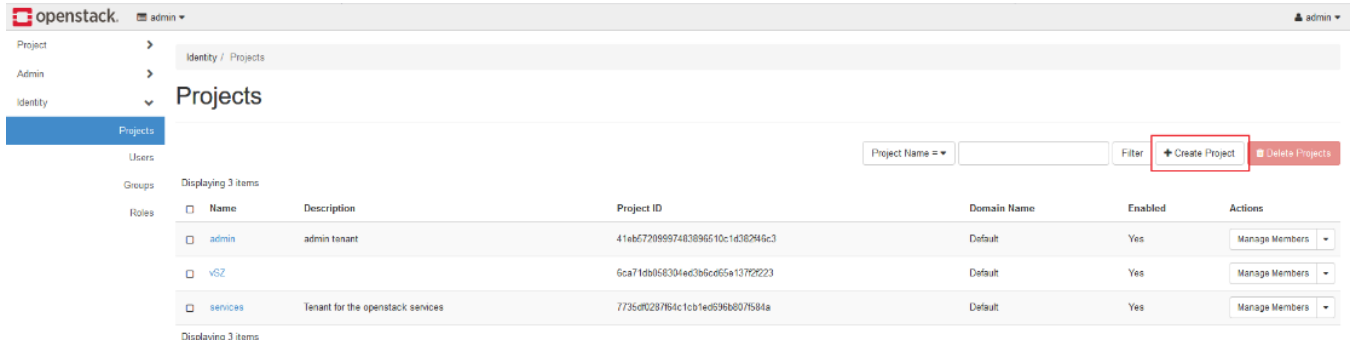 openstack. admin admin
Project
Admin
Identity
Projects
Users
Groups
Roles
Identity / Projects
Projects
Project Name = Filter + Create Project Delete Projects
Displaying 3 items
Name Description Project ID Domain Name Enabled Actions
admin admin tenant 41eb57209997483896510c1d382f46c3 Default Yes Manage Members
vSZ 6ca71db058304ed3b6cd65e137f2f223 Default Yes Manage Members
services Tenant for the openstack services 7735df0287f64c1cb1ed696b807f584a Default Yes Manage Members
Displaying 3 items